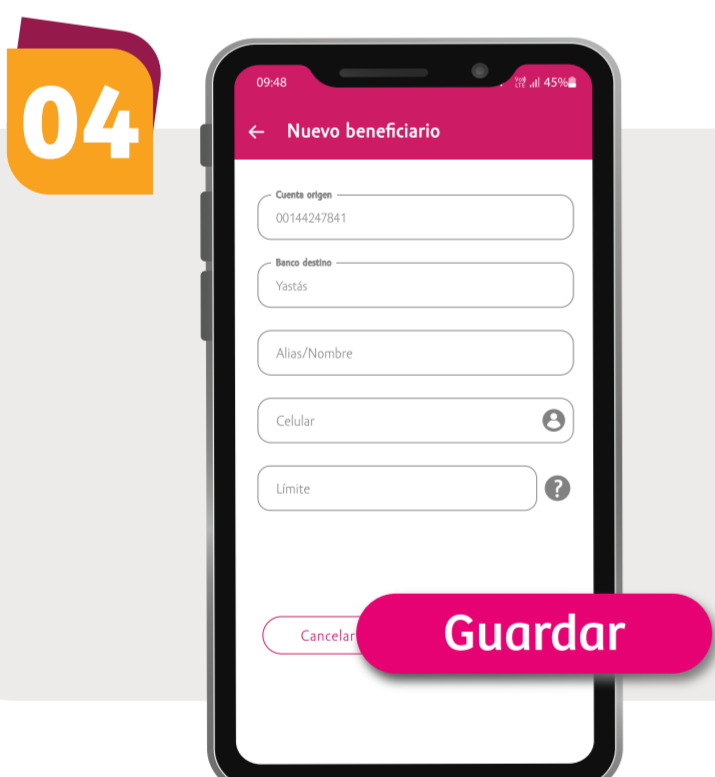 04
09:48
45%
Nuevo beneficiario
Cuenta origen
00144247841
Banco destino
Yastás
Alias/Nombre
Celular
Límite
?
Cancelar
Guardar